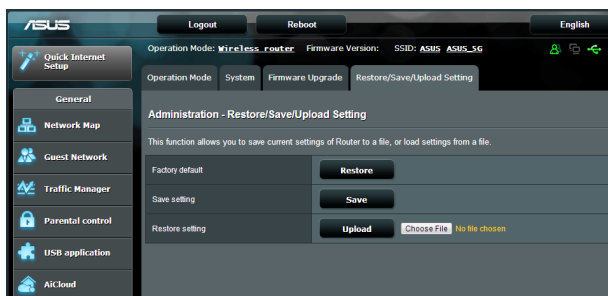 ASUS Logout Reboot English
Operation Mode: Wireless router Firmware Version: SSID: ASUS ASUS_5G
Quick Internet
Setup
Operation Mode System Firmware Upgrade Restore/Save/Upload Setting
General
Administration - Restore/Save/Upload Setting
Network Map
This function allows you to save current settings of Router to a file, or load settings from a file.
Guest Network
Factory default Restore
Traffic Manager
Save setting Save
Parental control
Restore setting Upload Choose File No file chosen
USB application
AiCloud